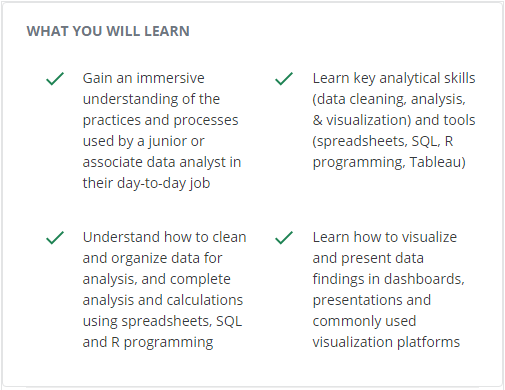 WHAT YOU WILL LEARN
Gain an immersive
understanding of the
practices and processes
used by a junior or
associate data analyst in
their day-to-day job
Learn key analytical skills
(data cleaning, analysis,
& visualization) and tools
(spreadsheets, SQL, R
programming, Tableau)
Understand how to clean
and organize data for
analysis, and complete
analysis and calculations
using spreadsheets, SQL
and R programming
Learn how to visualize
and present data
findings in dashboards,
presentations and
commonly used
visualization platforms